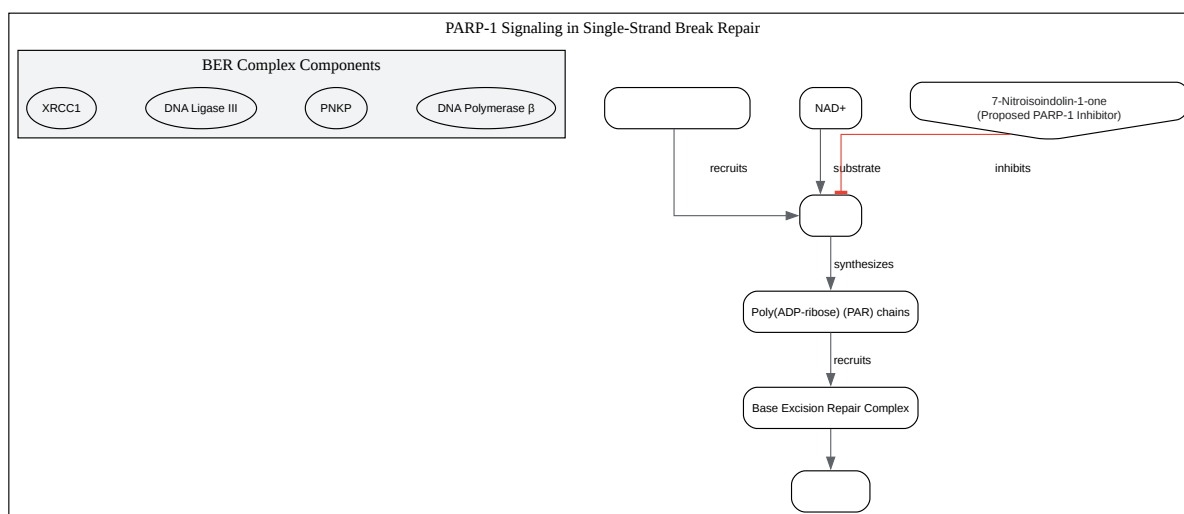 PARP-1 Signaling in Single-Strand Break Repair
BER Complex Components
XRCC1
DNA Ligase III
PNKP
DNA Polymerase β
NAD+
7-Nitroisoindolin-1-one
(Proposed PARP-1 Inhibitor)
recruits
substrate
inhibits
synthesizes
Poly(ADP-ribose) (PAR) chains
recruits
Base Excision Repair Complex